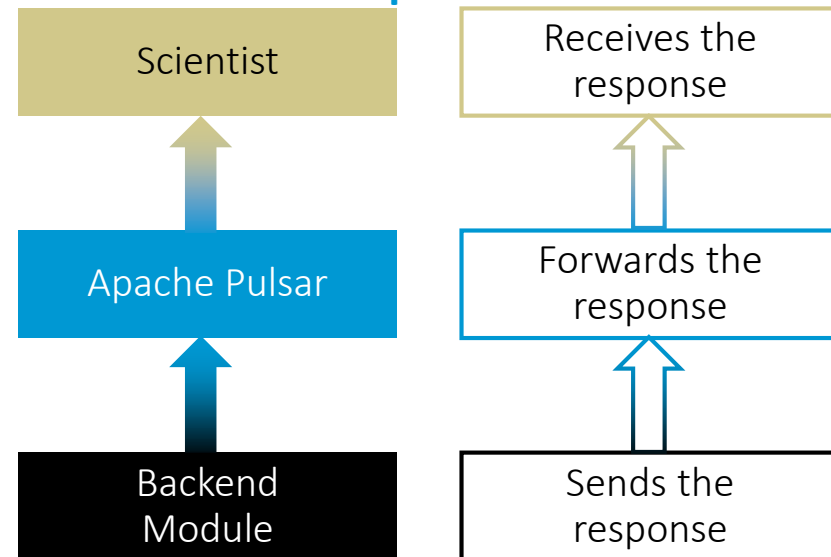 Scientist
Receives the
response
Apache Pulsar
Forwards the
response
Backend
Module
Sends the
response